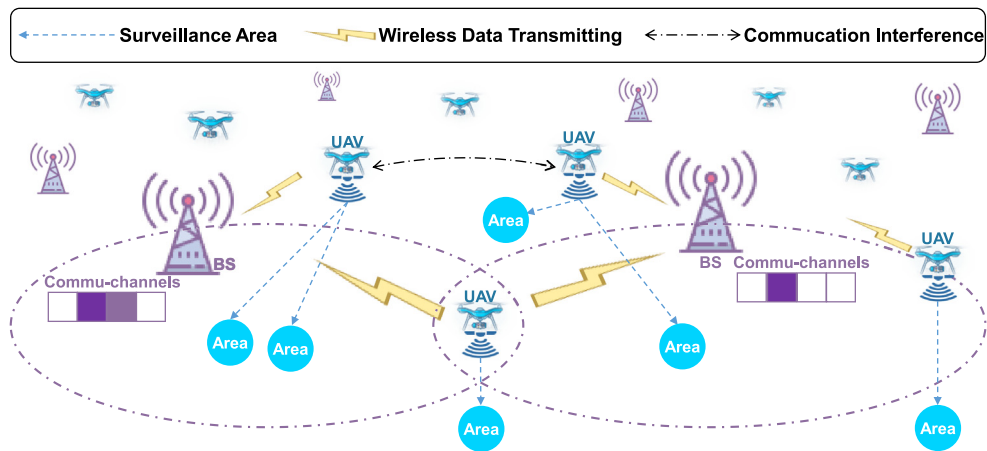 Surveillance Area
Wireless Data Transmitting
Commucation Interference
UAV
UAV
Area
UAV
BS
BS
Commu-channels
Commu-channels
UAV
Area
Area
Area
Area
Area